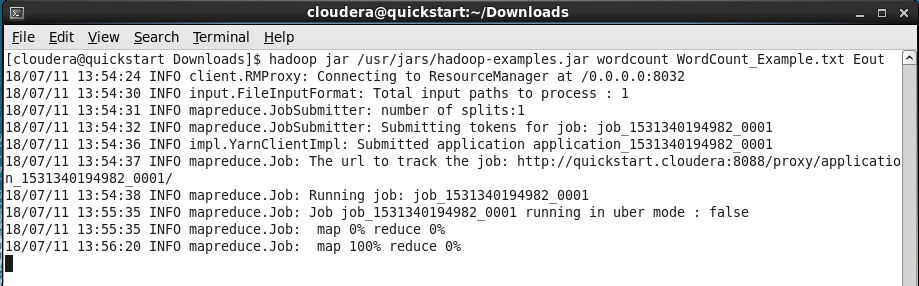 cloudera@quickstart:~/Downloads
File Edit View Search Terminal Help
[cloudera@quickstart Downloads]$ hadoop jar /usr/jars/hadoop-examples.jar wordcount WordCount_Example.txt Eout
18/07/11 13:54:24 INFO client.RMProxy: Connecting to ResourceManager at /0.0.0.0:8032
18/07/11 13:54:30 INFO input.FileInputFormat: Total input paths to process : 1
18/07/11 13:54:31 INFO mapreduce.JobSubmitter: number of splits:1
18/07/11 13:54:32 INFO mapreduce.JobSubmitter: Submitting tokens for job: job_1531340194982_0001
18/07/11 13:54:36 INFO impl.YarnClientImpl: Submitted application application_1531340194982_0001
18/07/11 13:54:37 INFO mapreduce.Job: The url to track the job: http://quickstart.cloudera:8088/proxy/applicatio
n_1531340194982_0001/
18/07/11 13:54:38 INFO mapreduce.Job: Running job: job_1531340194982_0001
18/07/11 13:55:35 INFO mapreduce.Job: Job job_1531340194982_0001 running in uber mode : false
18/07/11 13:55:35 INFO mapreduce.Job:  map 0% reduce 0%
18/07/11 13:56:20 INFO mapreduce.Job:  map 100% reduce 0%